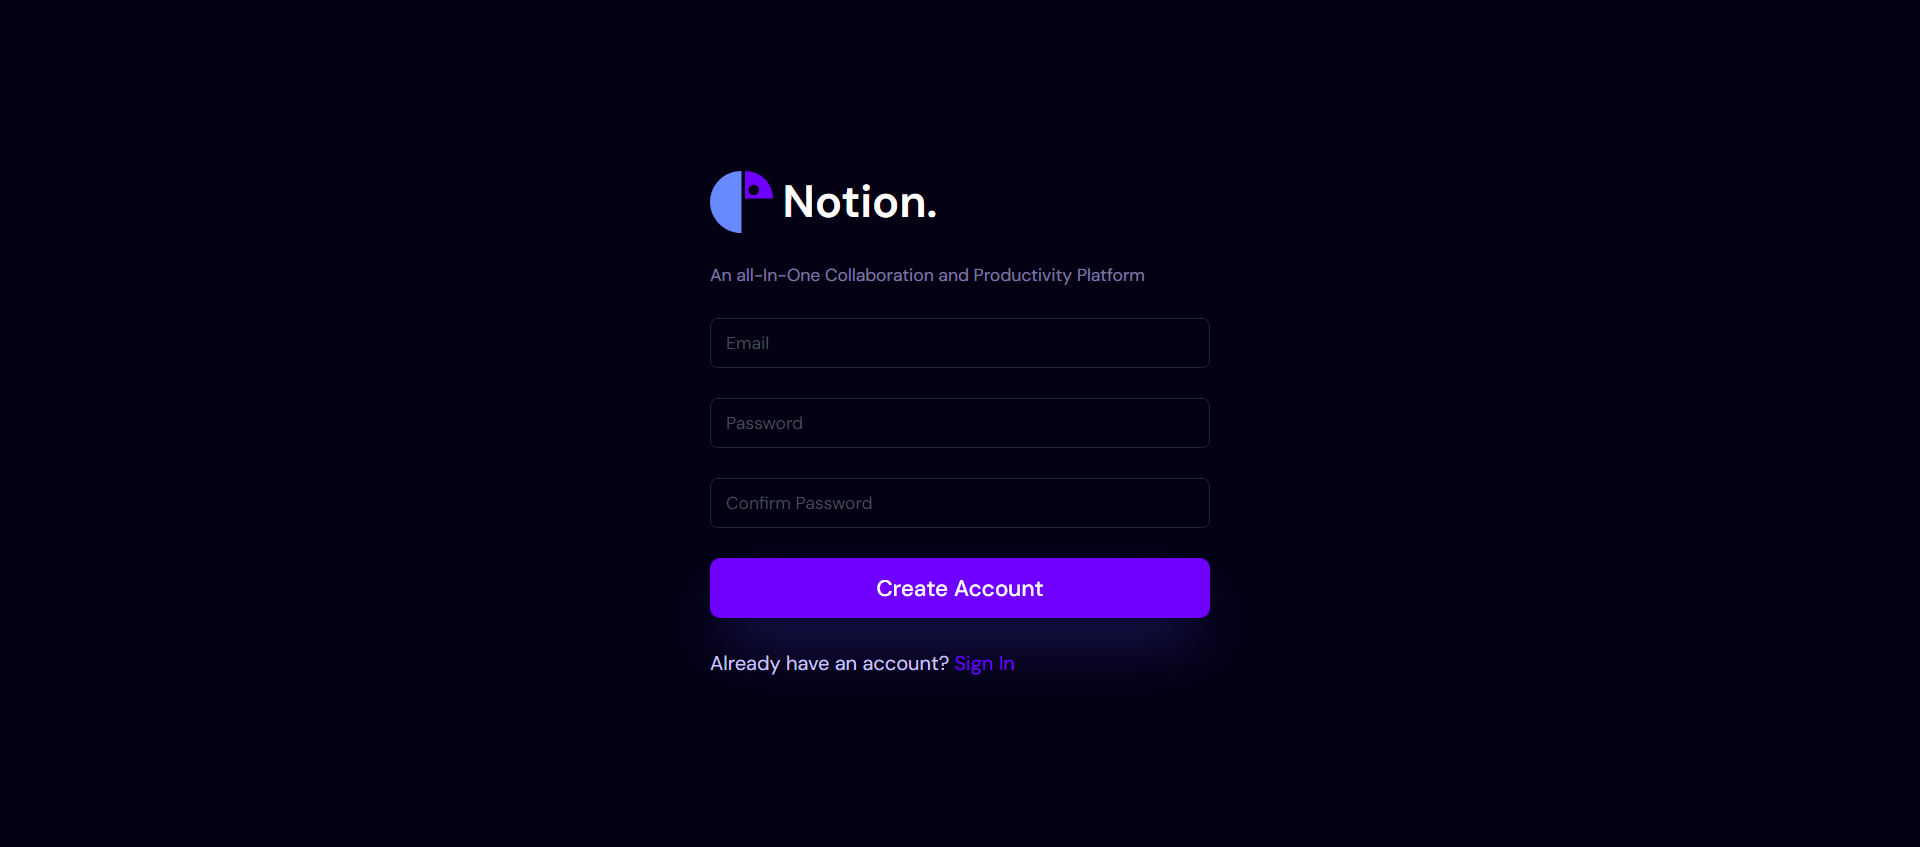 Notion.
An all-In-One Collaboration and Productivity Platform
Email
Password
Confirm Password
Create Account
Already have an account? Sign In